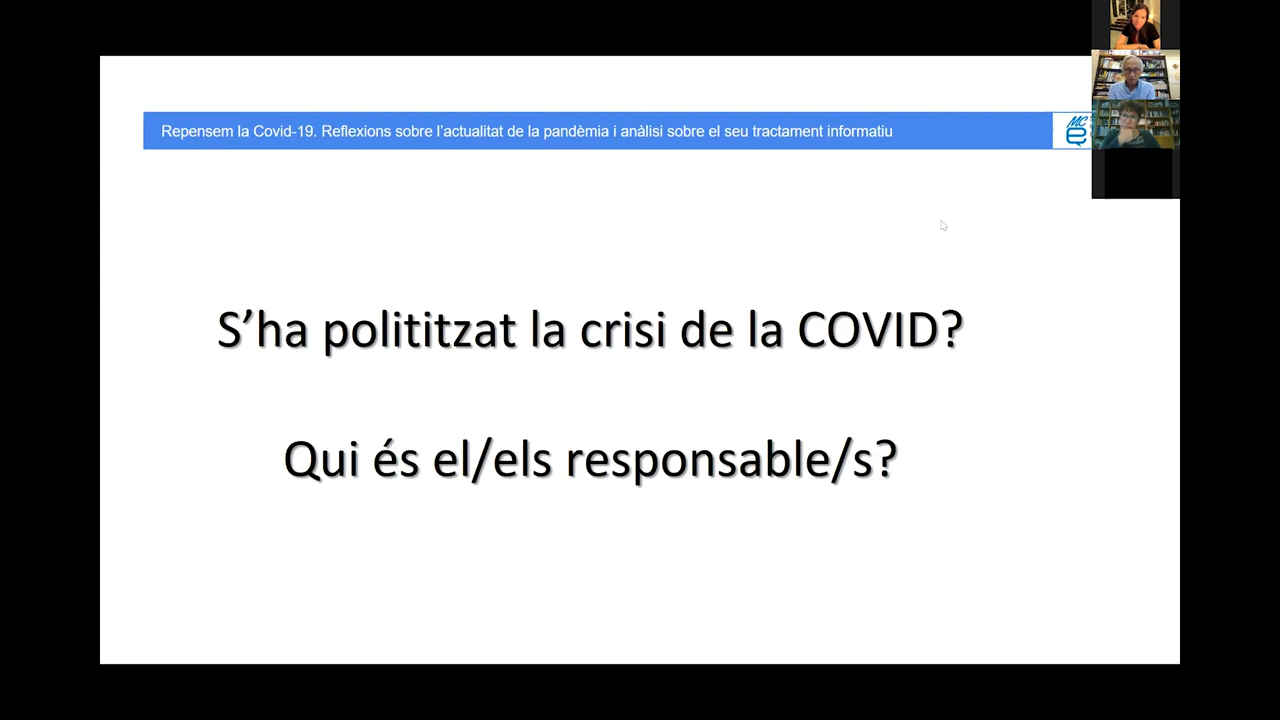 Repensem la Covid-19. Reflexions sobre l’actualitat de la pandèmia i anàlisi sobre el seu tractament informatiu
MC
S’ha polititzat la crisi de la COVID?
Qui és el/els responsable/s?